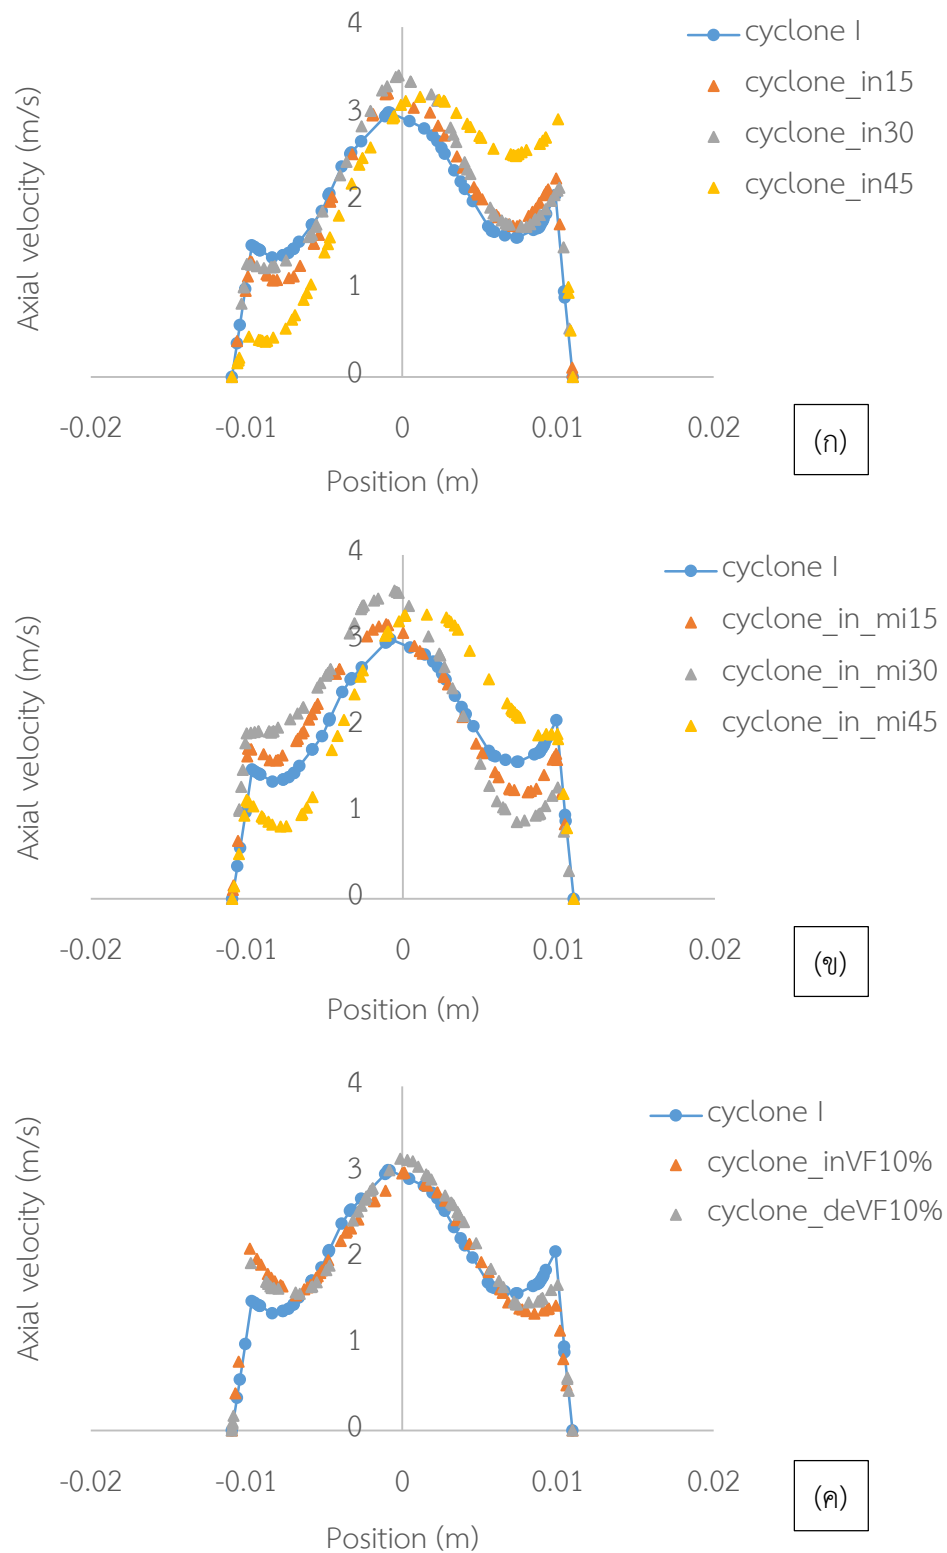 4
cyclone I
cyclone_in15
cyclone_in30
cyclone_in45
3
2
1
0
Axial velocity (m/s)
-0.02
-0.01
0
0.01
0.02
Position (m)
(ก)
4
cyclone I
cyclone_in_mi15
cyclone_in_mi30
cyclone_in_mi45
3
2
1
0
Axial velocity (m/s)
-0.02
-0.01
0
0.01
0.02
Position (m)
(ข)
4
cyclone I
cyclone_inVF10%
cyclone_deVF10%
3
2
1
0
Axial velocity (m/s)
-0.02
-0.01
0
0.01
0.02
Position (m)
(ค)